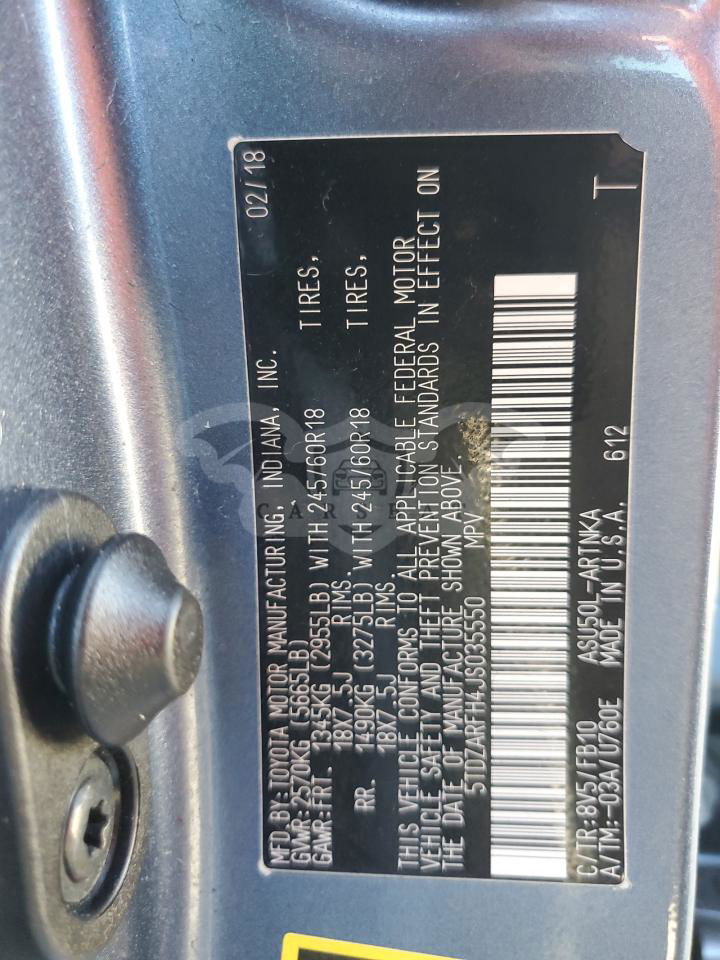 MFD.BY:TOYOTA MOTOR MANUFACTURING, INDIANA, INC. 02/18
GVWR:2570KG (5665LB)
GAWR:FRT. 1345KG (2955LB) WITH 245/60R18 TIRES,
18X7.5J RIMS.
RR. 1490KG (3275LB) WITH 245/60R18 TIRES,
18X7.5J RIMS.
THIS VEHICLE CONFORMS TO ALL APPLICABLE FEDERAL MOTOR
VEHICLE SAFETY AND THEFT PREVENTION STANDARDS IN EFFECT ON
THE DATE OF MANUFACTURE SHOWN ABOVE.
5TDZARFH4JS035550 MPV
C/TR:8V5/FB10 ASU50L-ARTNKA
A/TM:-03A/U760E MADE IN U.S.A. 612 T